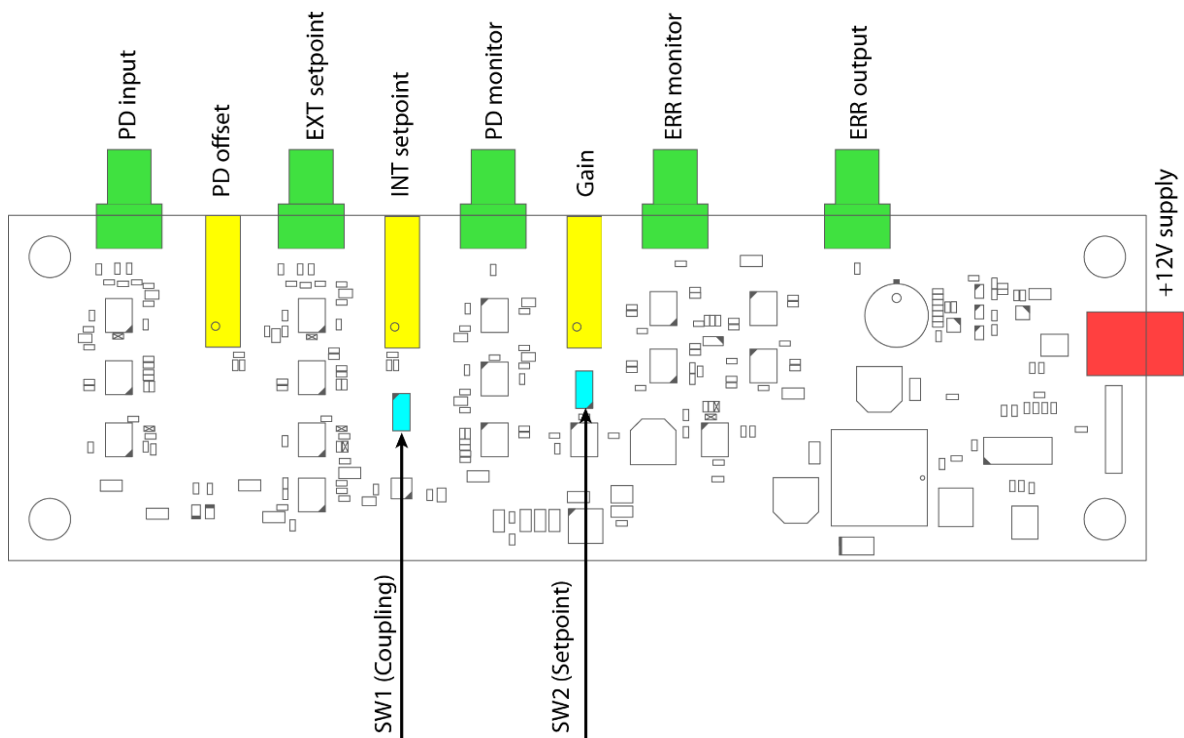 PD input
PD offset
EXT setpoint
INT setpoint
PD monitor
Gain
ERR monitor
ERR output
+12V supply
SW1 (Coupling)
SW2 (Setpoint)